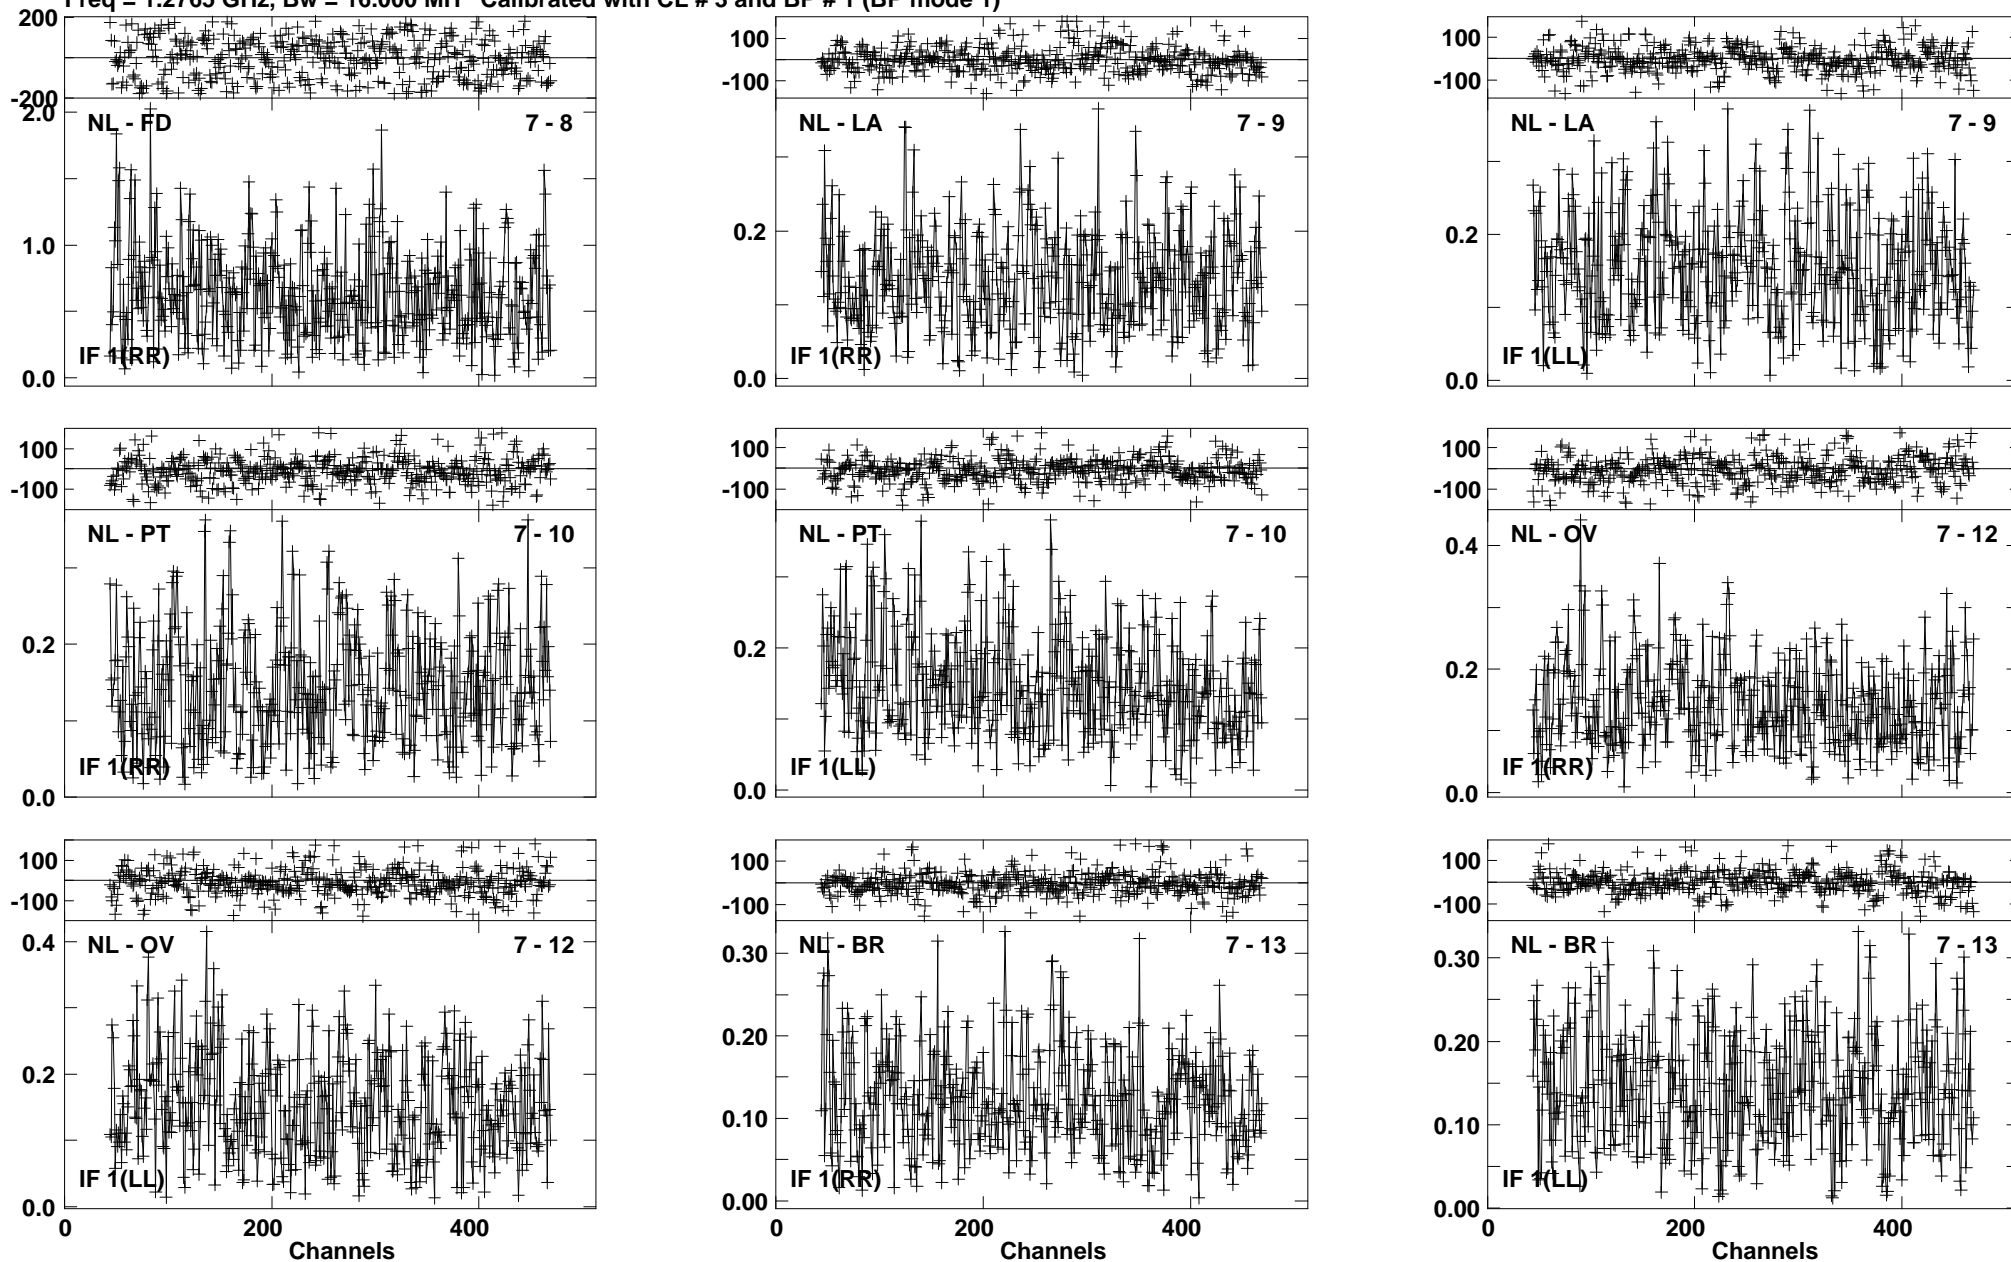 Freq = 1.2765 GHz, Bw = 16.000 MH Calibrated with CL # 3 and BP # 1 (BP mode 1)
200
-200
2.0
1.0
0.0
NL - FD 7 - 8
IF 1(RR)
100
-100
0.2
0.0
NL - LA 7 - 9
IF 1(RR)
100
-100
0.2
0.0
NL - LA 7 - 9
IF 1(LL)
100
-100
0.2
0.0
NL - PT 7 - 10
IF 1(RR)
100
-100
0.2
0.0
NL - PT 7 - 10
IF 1(LL)
100
-100
0.4
0.2
0.0
NL - OV 7 - 12
IF 1(RR)
100
-100
0.4
0.2
0.0
NL - OV 7 - 12
IF 1(LL)
0 200 400
Channels
100
-100
0.30
0.20
0.10
0.00
NL - BR 7 - 13
IF 1(RR)
0 200 400
Channels
100
-100
0.30
0.20
0.10
0.00
NL - BR 7 - 13
IF 1(LL)
0 200 400
Channels